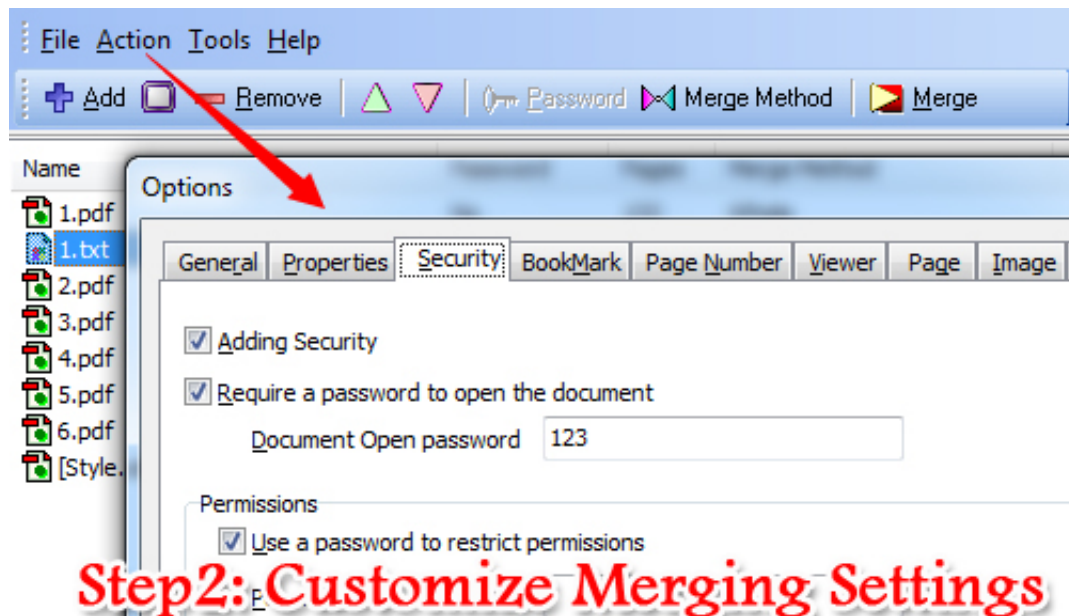 File Action Tools Help
Add Remove Password Merge Method Merge
Name
Options
1.pdf
1.txt
General Properties Security BookMark Page Number Viewer Page Image
2.pdf
3.pdf
Adding Security
4.pdf
5.pdf
Require a password to open the document
6.pdf
Document Open password 123
[Style.
Permissions
Use a password to restrict permissions
Step2: Customize Merging Settings